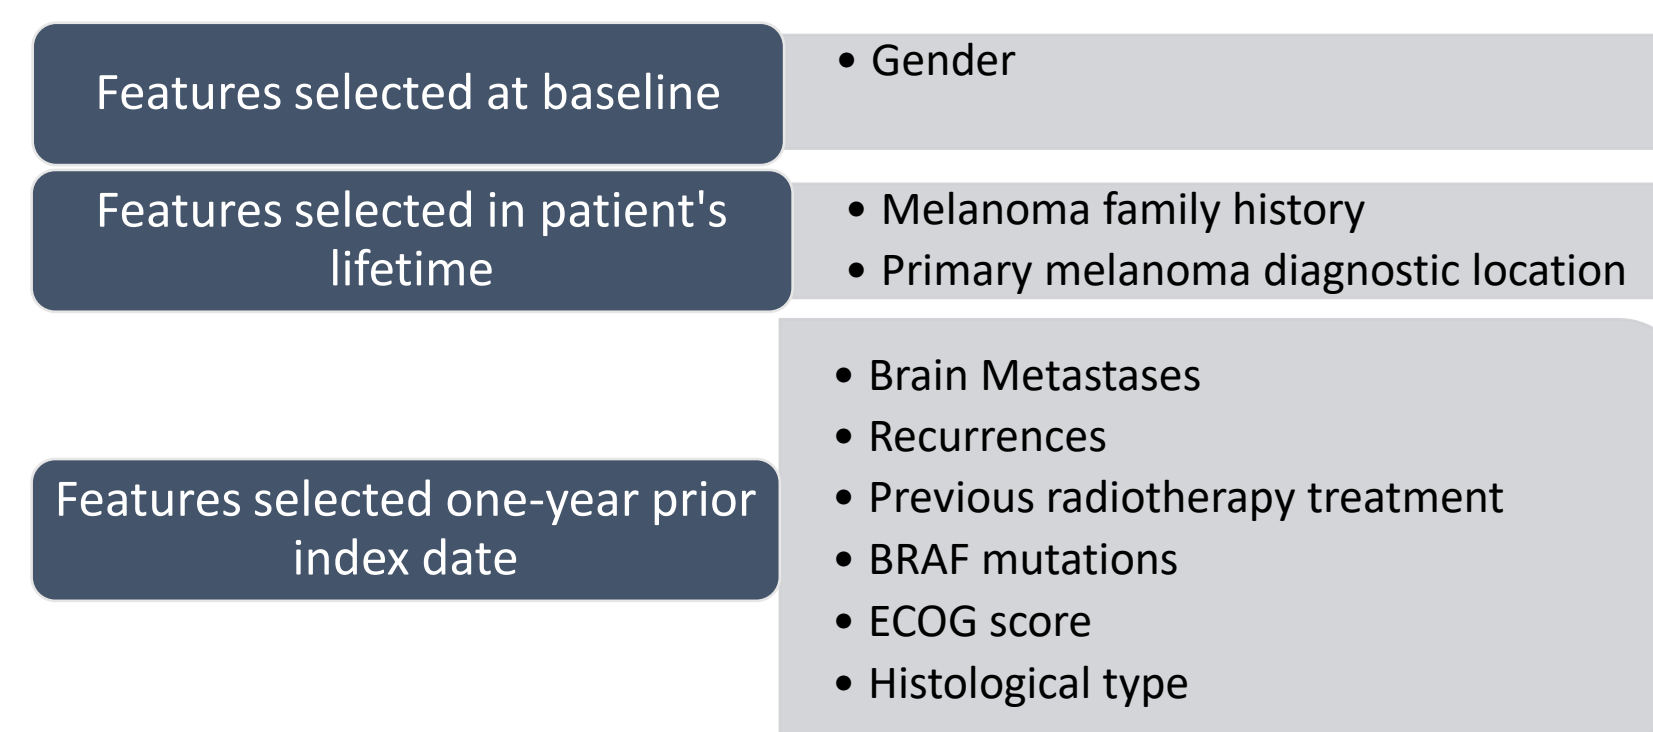 Features selected at baseline
• Gender
Features selected in patient's
lifetime
• Melanoma family history
• Primary melanoma diagnostic location
Features selected one-year prior
index date
• Brain Metastases
• Recurrences
• Previous radiotherapy treatment
• BRAF mutations
• ECOG score
• Histological type